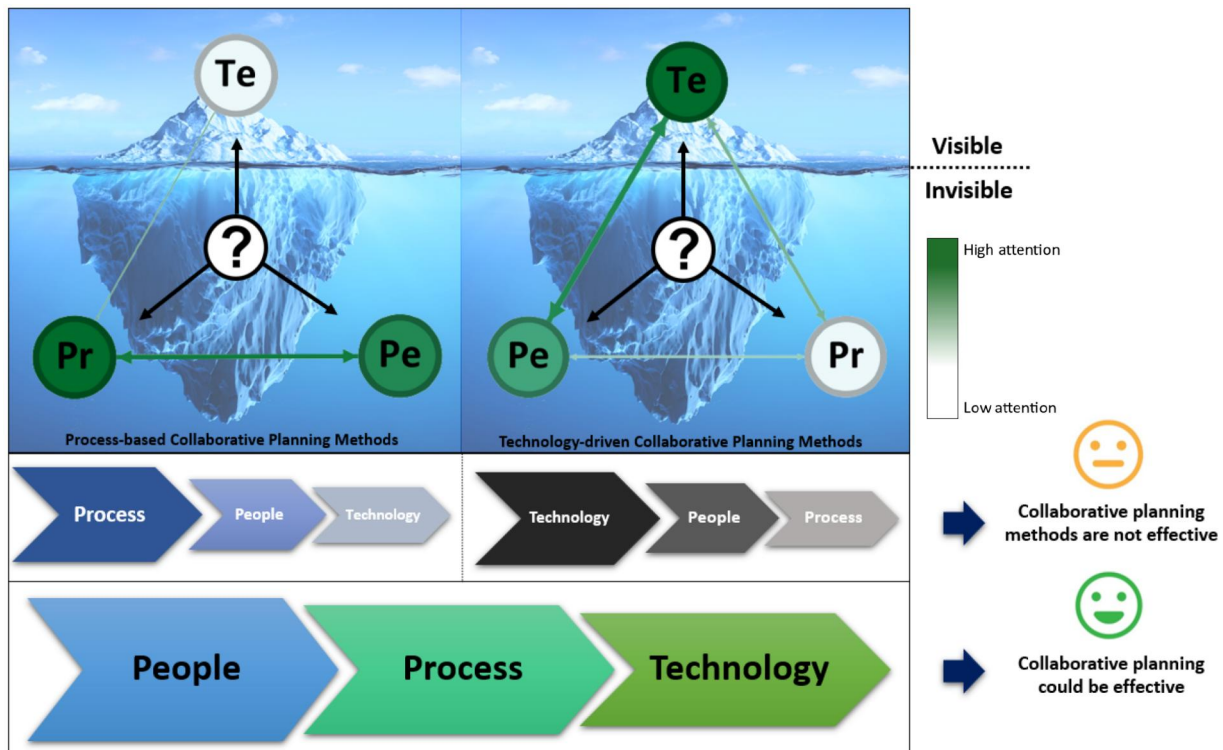 Te
?
Pr
Pe
Process-based Collaborative Planning Methods
Te
?
Pe
Pr
Technology-driven Collaborative Planning Methods
Visible
Invisible
High attention
Low attention
Process
People
Technology
Technology
People
Process
Collaborative planning
methods are not effective
People
Process
Technology
Collaborative planning
could be effective